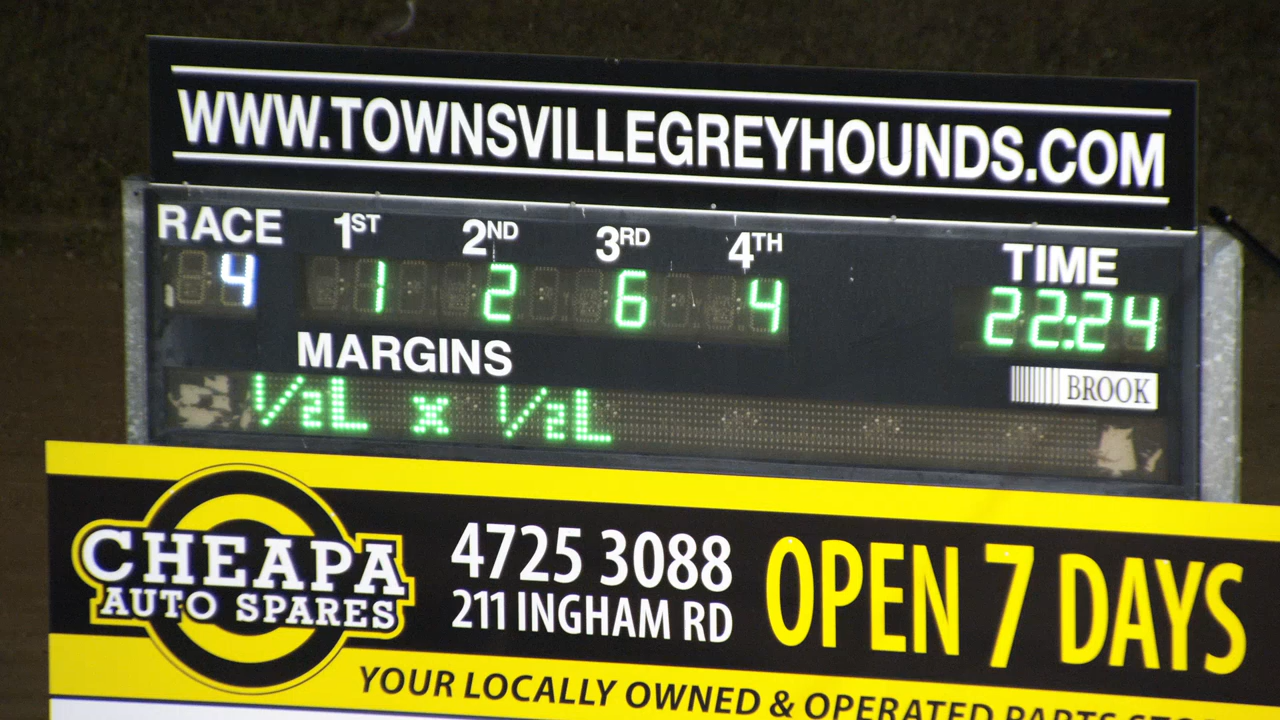 WWW.TOWNSVILLEGREYHOUNDS.COM
RACE 1ST 2ND 3RD 4TH TIME
4 1 2 6 4 22:24
MARGINS
BROOK
1/2L x 1/2L
CHEAPA
AUTO SPARES
4725 3088
211 INGHAM RD
OPEN 7 DAYS
YOUR LOCALLY OWNED & OPERATED PARTS